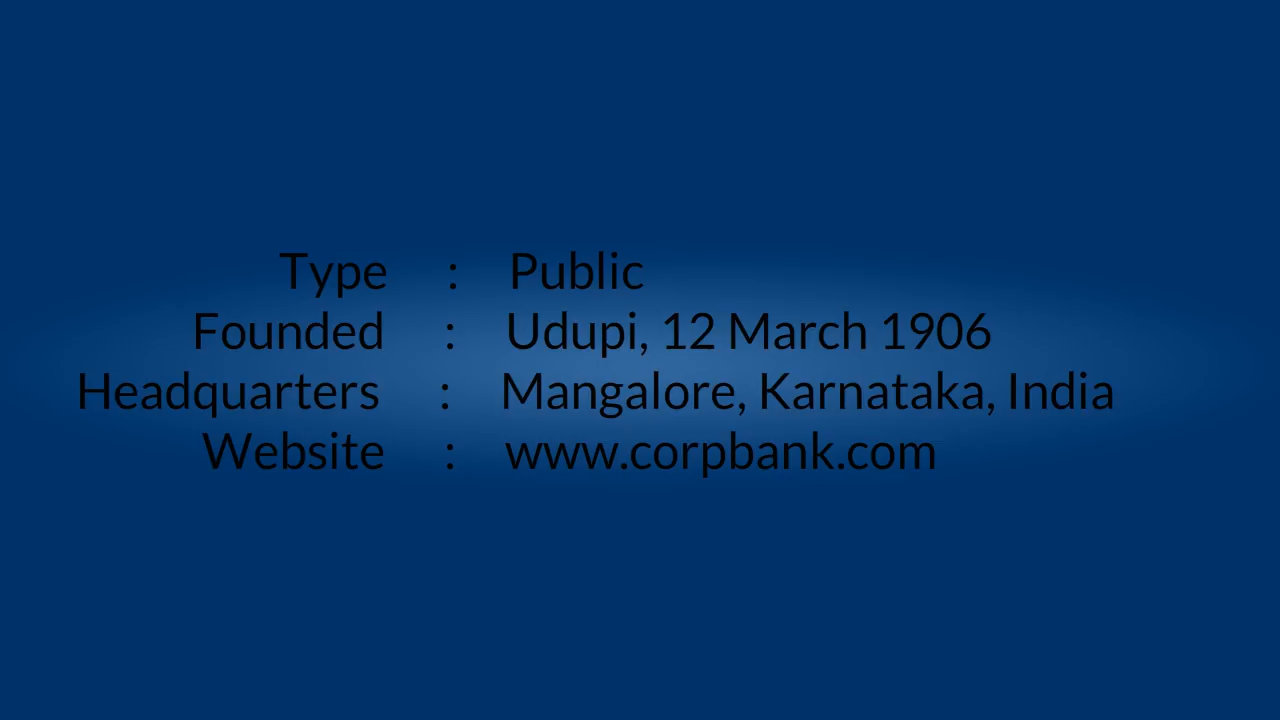 Type : Public
Founded : Udupi, 12 March 1906
Headquarters : Mangalore, Karnataka, India
Website : www.corpbank.com